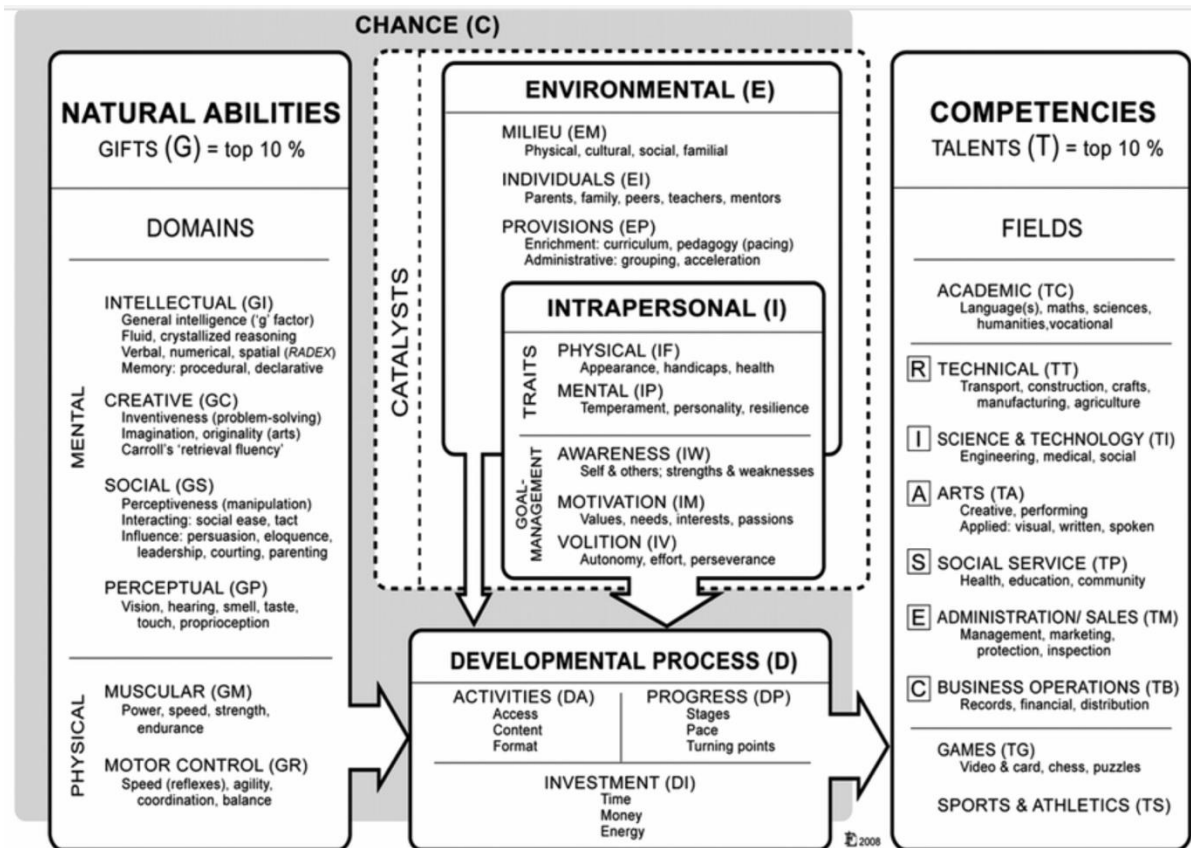 CHANCE (C)
NATURAL ABILITIES
GIFTS (G) = top 10 %
DOMAINS
MENTAL
INTELLECTUAL (GI)
General intelligence ('g' factor)
Fluid, crystallized reasoning
Verbal, numerical, spatial (RADEX)
Memory: procedural, declarative
CREATIVE (GC)
Inventiveness (problem-solving)
Imagination, originality (arts)
Carroll's 'retrieval fluency'
SOCIAL (GS)
Perceptiveness (manipulation)
Interacting: social ease, tact
Influence: persuasion, eloquence,
leadership, courting, parenting
PERCEPTUAL (GP)
Vision, hearing, smell, taste,
touch, proprioception
PHYSICAL
MUSCULAR (GM)
Power, speed, strength,
endurance
MOTOR CONTROL (GR)
Speed (reflexes), agility,
coordination, balance
CATALYSTS
ENVIRONMENTAL (E)
MILIEU (EM)
Physical, cultural, social, familial
INDIVIDUALS (EI)
Parents, family, peers, teachers, mentors
PROVISIONS (EP)
Enrichment: curriculum, pedagogy (pacing)
Administrative: grouping, acceleration
INTRAPERSONAL (I)
TRAITS
PHYSICAL (IF)
Appearance, handicaps, health
MENTAL (IP)
Temperament, personality, resilience
GOAL-
MANAGEMENT
AWARENESS (IW)
Self & others; strengths & weaknesses
MOTIVATION (IM)
Values, needs, interests, passions
VOLITION (IV)
Autonomy, effort, perseverance
DEVELOPMENTAL PROCESS (D)
ACTIVITIES (DA)
Access
Content
Format
PROGRESS (DP)
Stages
Pace
Turning points
INVESTMENT (DI)
Time
Money
Energy
2008
COMPETENCIES
TALENTS (T) = top 10 %
FIELDS
ACADEMIC (TC)
Language(s), maths, sciences,
humanities,vocational
R TECHNICAL (TT)
Transport, construction, crafts,
manufacturing, agriculture
I SCIENCE & TECHNOLOGY (TI)
Engineering, medical, social
A ARTS (TA)
Creative, performing
Applied: visual, written, spoken
S SOCIAL SERVICE (TP)
Health, education, community
E ADMINISTRATION/ SALES (TM)
Management, marketing,
protection, inspection
C BUSINESS OPERATIONS (TB)
Records, financial, distribution
GAMES (TG)
Video & card, chess, puzzles
SPORTS & ATHLETICS (TS)